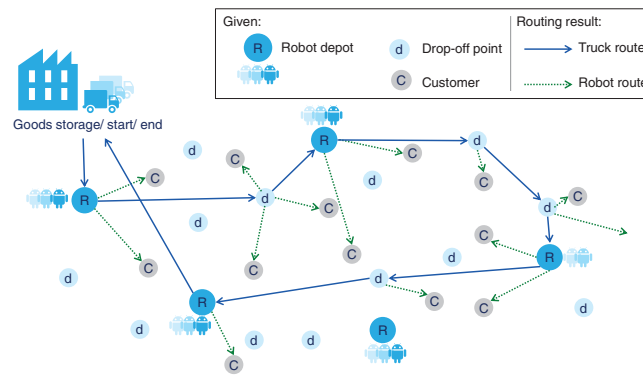 Given:
Routing result:
R Robot depot
d Drop-off point
Truck route
C Customer
Robot route
Goods storage/ start/ end
R
d
d
d
C
C
C
d
C
R
d
C
d
d
C
C
d
C
C
R
d
C
C
d
d
C
R
d
d
d
R
C